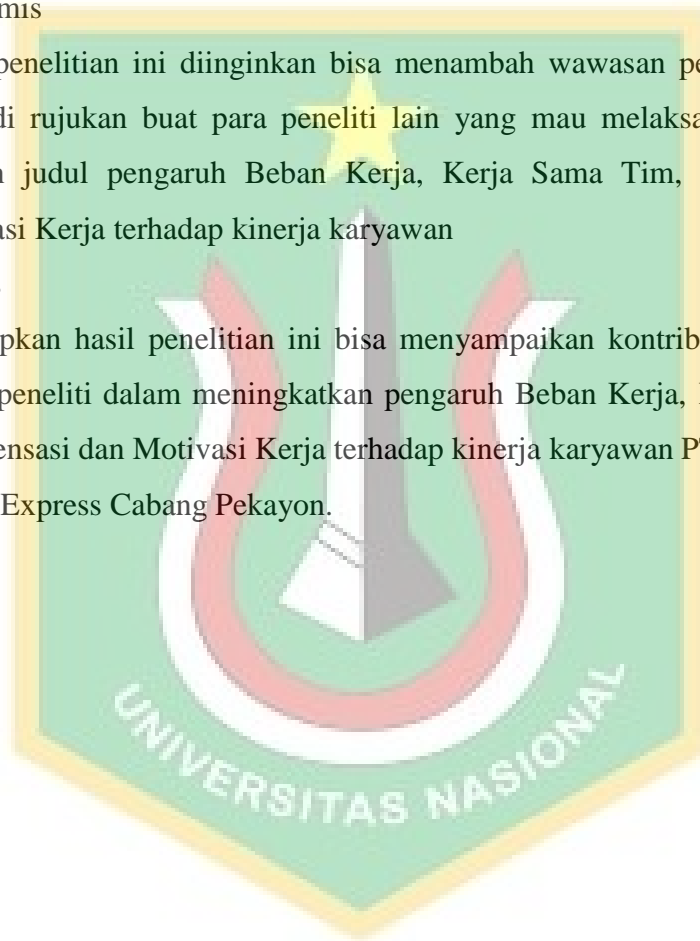 mis
penelitian ini diinginkan bisa menambah wawasan pe
di rujukan buat para peneliti lain yang mau melaksa
judul pengaruh Beban Kerja, Kerja Sama Tim,
asi Kerja terhadap kinerja karyawan
pkan hasil penelitian ini bisa menyampaikan kontrib
peneliti dalam meningkatkan pengaruh Beban Kerja,
ensasi dan Motivasi Kerja terhadap kinerja karyawan P
Express Cabang Pekayon.
UNIVERSITAS NASIONAL